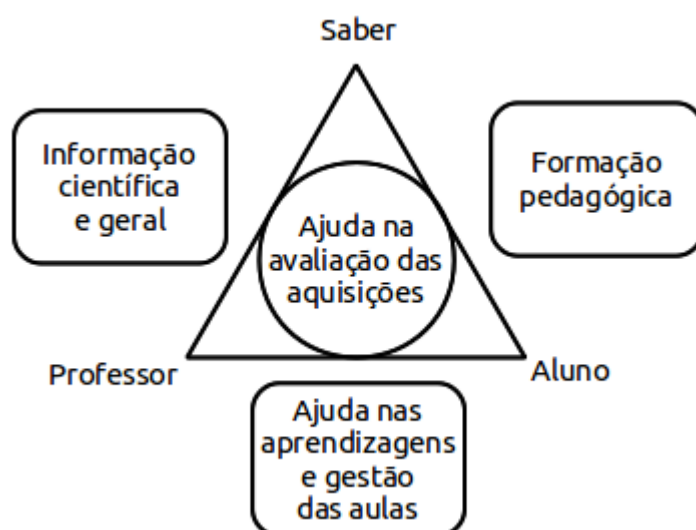 Saber
Informação
científica
e geral
Formação
pedagógica
Ajuda na
avaliação das
aquisições
Professor
Aluno
Ajuda nas
aprendizagens
e gestão
das aulas